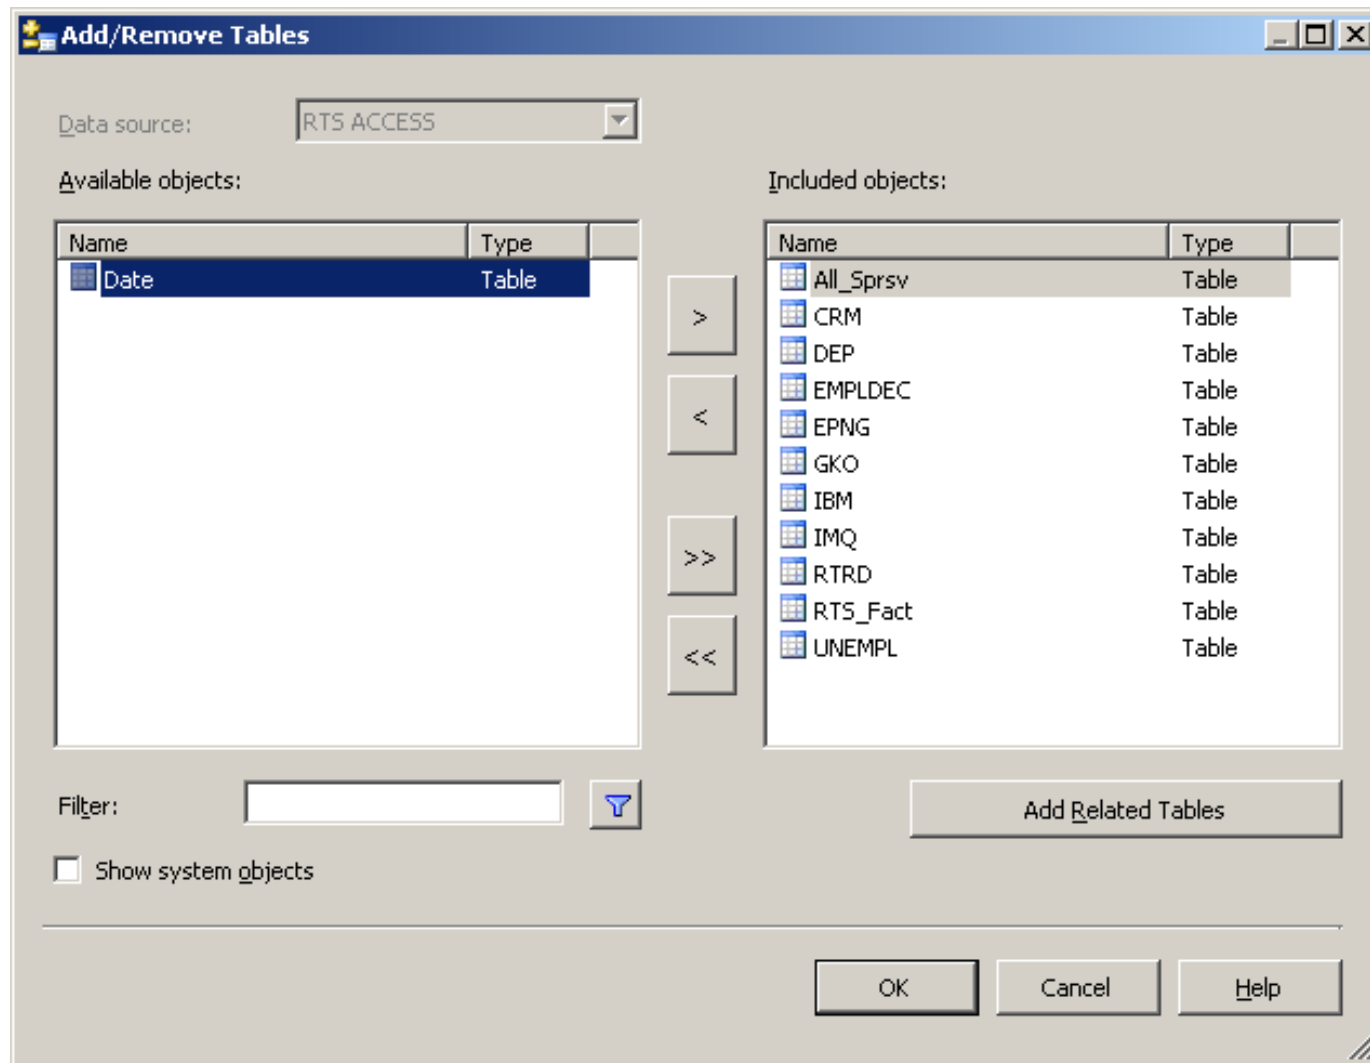 Add/Remove Tables
Data source: RTS ACCESS
Available objects:
Name Type
Date Table
>
<
>>
<<
Included objects:
Name Type
All_Sprsv Table
CRM Table
DEP Table
EMPLDEC Table
EPNG Table
GKO Table
IBM Table
IMQ Table
RTRD Table
RTS_Fact Table
UNEMPL Table
Filter:
Add Related Tables
Show system objects
OK Cancel Help